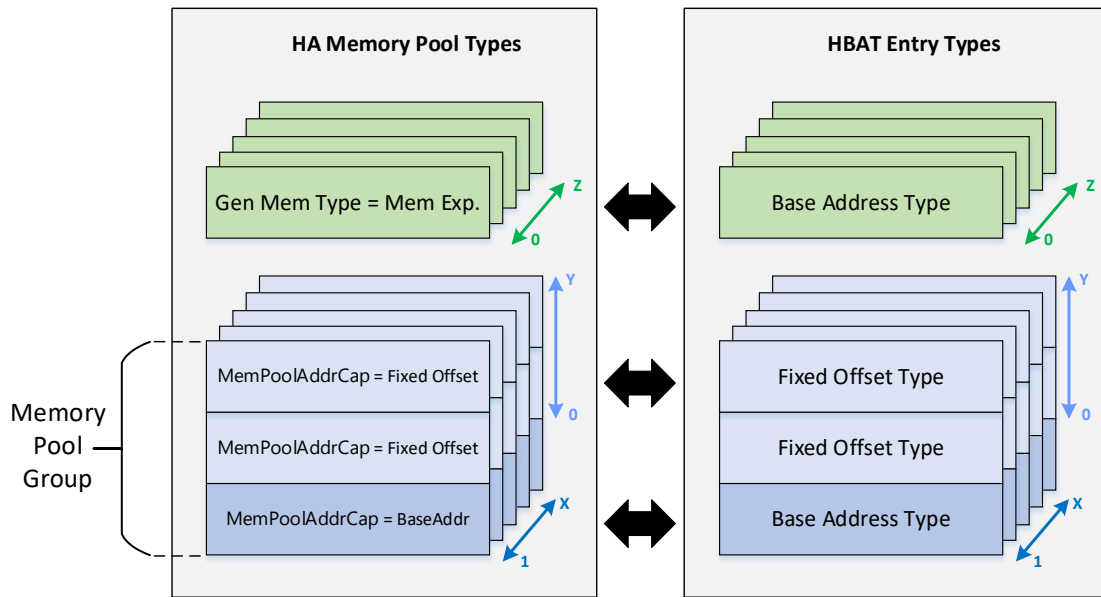 HA Memory Pool Types
Gen Mem Type = Mem Exp.
Z
0
Y
MemPoolAddrCap = Fixed Offset
0
MemPoolAddrCap = Fixed Offset
MemPoolAddrCap = BaseAddr
X
1
Memory
Pool
Group
HBAT Entry Types
Base Address Type
Z
0
Y
Fixed Offset Type
0
Fixed Offset Type
Base Address Type
X
1